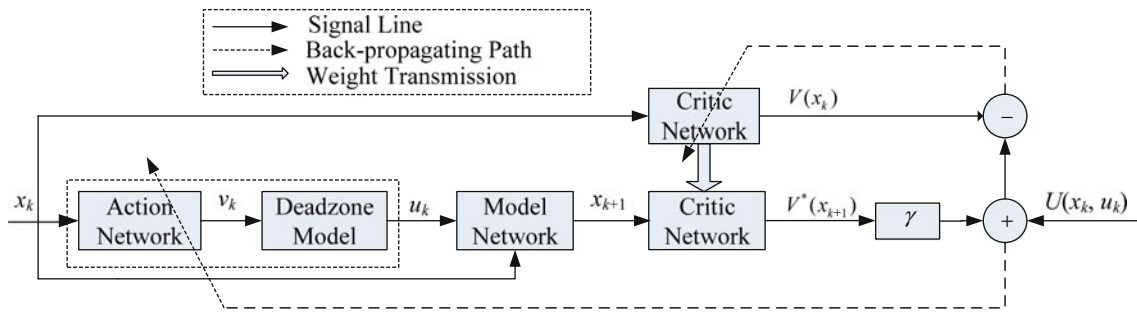 Signal Line
Back-propagating Path
Weight Transmission
Critic
Network
V(x_k)
−
x_k
Action
Network
v_k
Deadzone
Model
u_k
Model
Network
x_{k+1}
Critic
Network
V^*(x_{k+1})
γ
+
U(x_k, u_k)